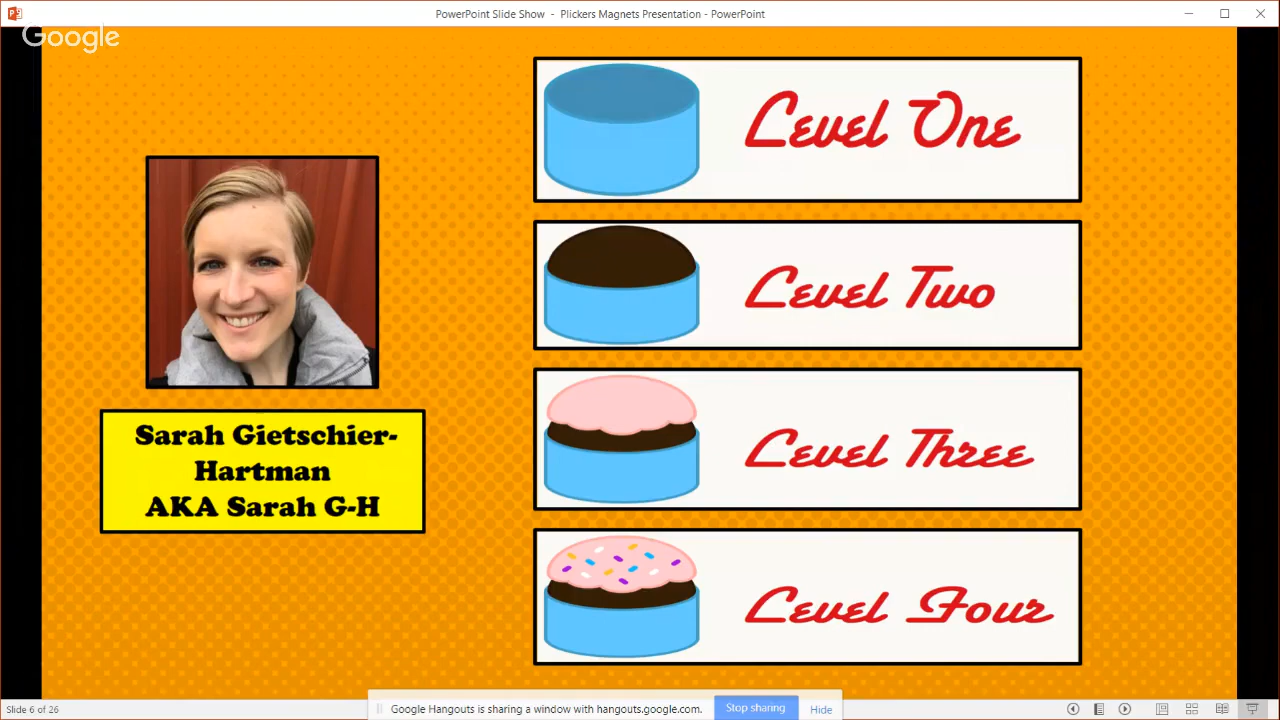 PowerPoint Slide Show - Plickers Magnets Presentation - PowerPoint
Google
Level One
Level Two
Level Three
Level Four
Sarah Gietschier-
Hartman
AKA Sarah G-H
Slide 6 of 26
Google Hangouts is sharing a window with hangouts.google.com.
Stop sharing
Hide